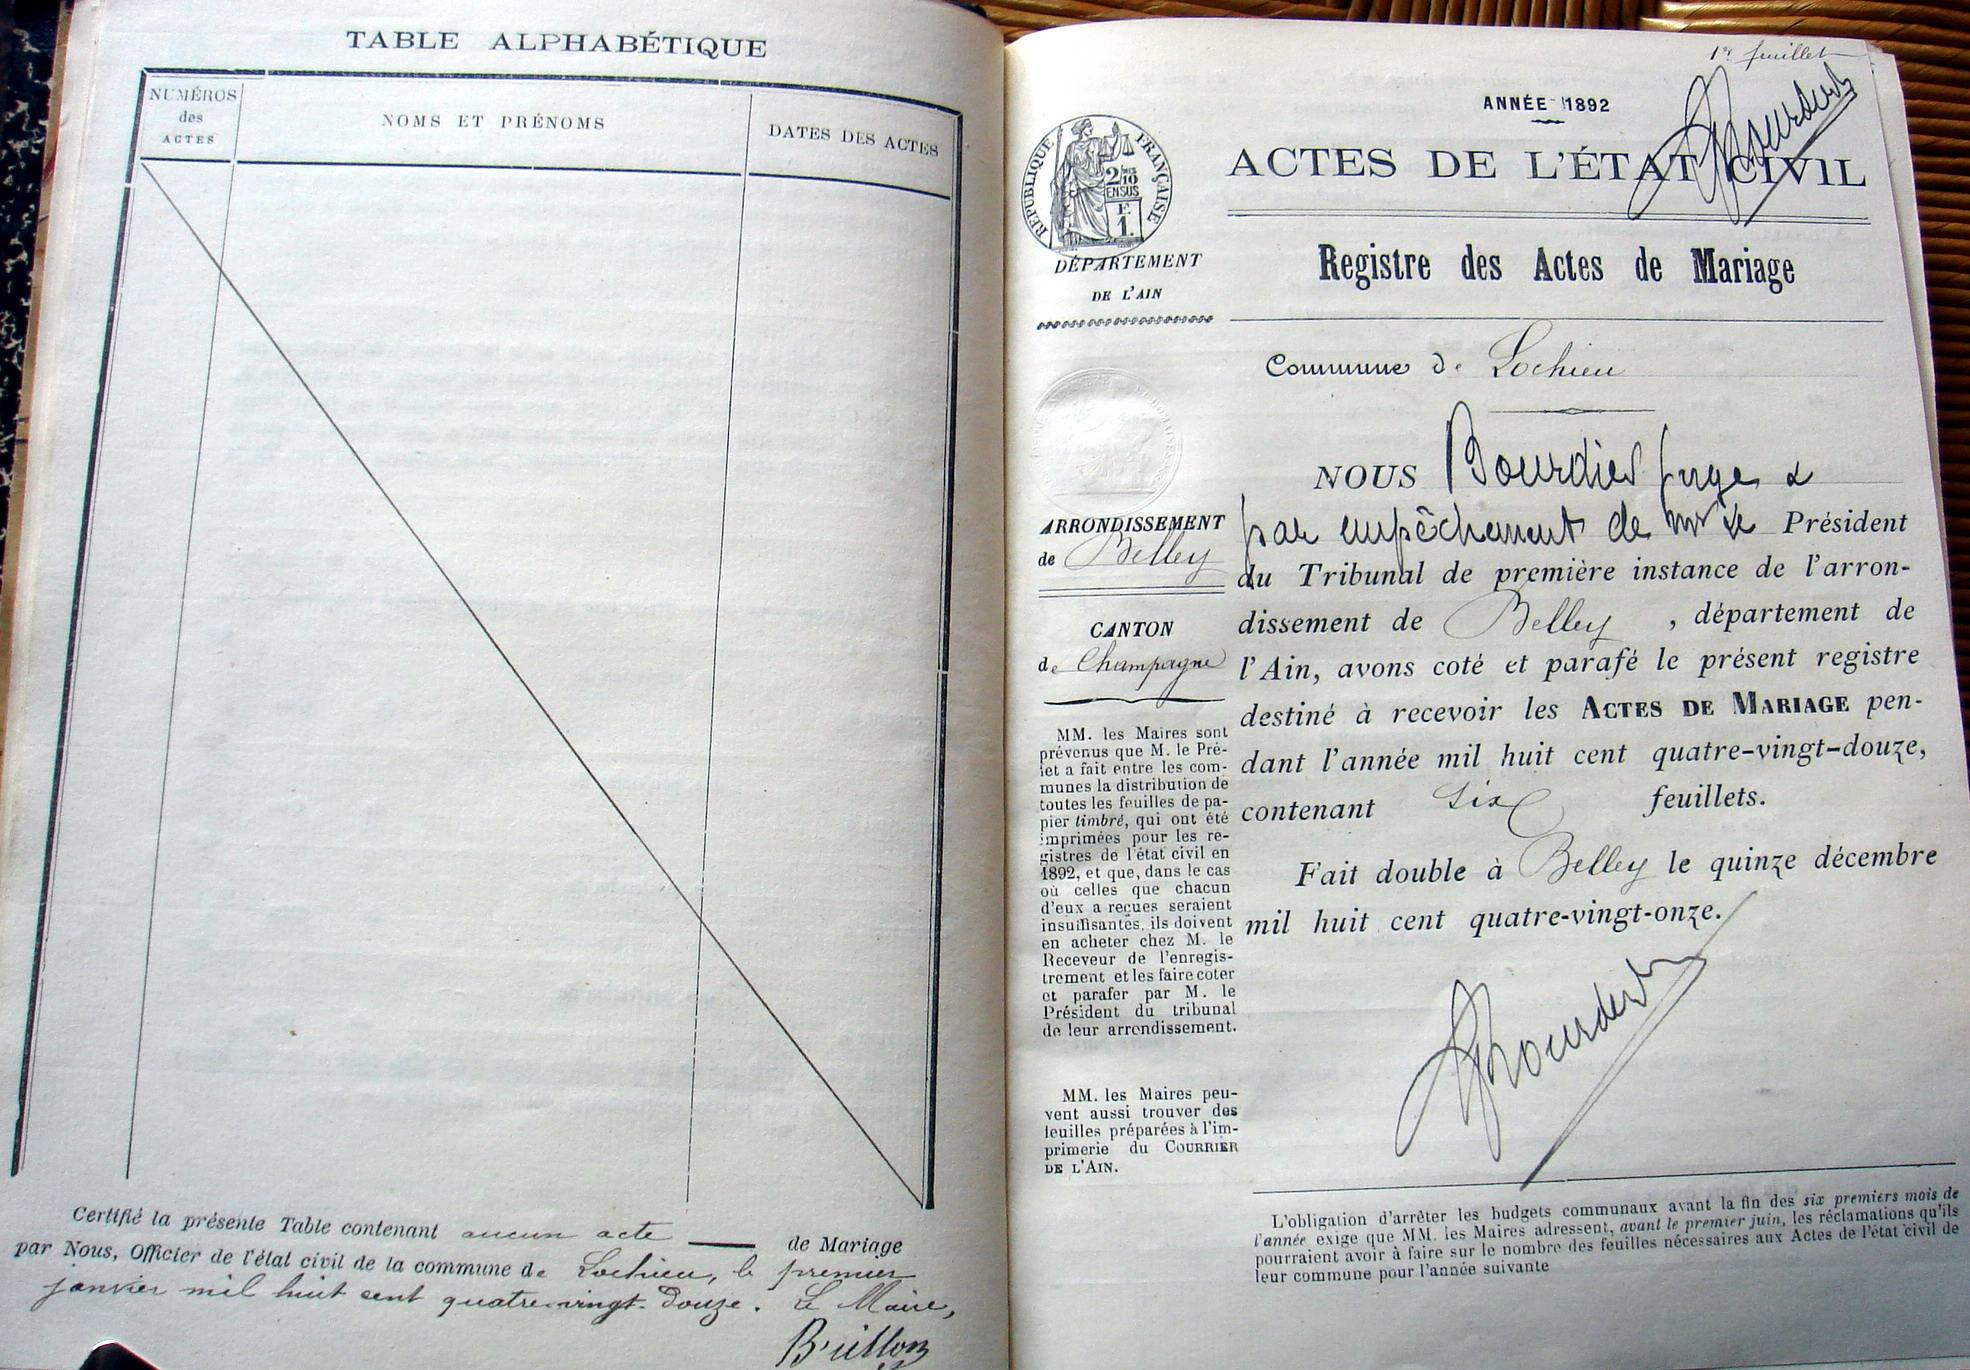 TABLE ALPHABÉTIQUE
NUMÉROS
des
ACTES
NOMS ET PRÉNOMS
DATES DES ACTES
Certifié la présente Table contenant aucun acte de Mariage
par Nous, Officier de l'état civil de la commune de Lochieu, le premier
janvier mil huit cent quatre-vingt-douze. Le Maire,
1er feuillet
ANNÉE 1892
ACTES DE L'ÉTAT CIVIL
RÉPUBLIQUE FRANÇAISE
2/10
EN SUS
E
1.
DÉPARTEMENT
DE L'AIN
Registre des Actes de Mariage
Commune de Lochieu
ARRONDISSEMENT
de Belley
CANTON
de Champagne
MM. les Maires sont
prévenus que M. le Pré-
fet a fait entre les com-
munes la distribution de
toutes les feuilles de pa-
pier timbré, qui ont été
imprimées pour les re-
gistres de l'état civil en
1892, et que, dans le cas
où celles que chacun
d'eux a reçues seraient
insuffisantes, ils doivent
en acheter chez M. le
Receveur de l'enregis-
trement et les faire coter
et parafer par M. le
Président du tribunal
de leur arrondissement.
MM. les Maires peu-
vent aussi trouver des
feuilles préparées à l'im-
primerie du COURRIER
DE L'AIN.
NOUS Bourdier juge
par empêchement de Mr le Président
du Tribunal de première instance de l'arron-
dissement de Belley, département de
l'Ain, avons coté et parafé le présent registre
destiné à recevoir les ACTES DE MARIAGE pen-
dant l'année mil huit cent quatre-vingt-douze,
contenant six feuillets.
Fait double à Belley le quinze décembre
mil huit cent quatre-vingt-onze.
L'obligation d'arrêter les budgets communaux avant la fin des six premiers mois de
l'année exige que MM. les Maires adressent, avant le premier juin, les réclamations qu'ils
pourraient avoir à faire sur le nombre des feuilles nécessaires aux Actes de l'état civil de
leur commune pour l'année suivante